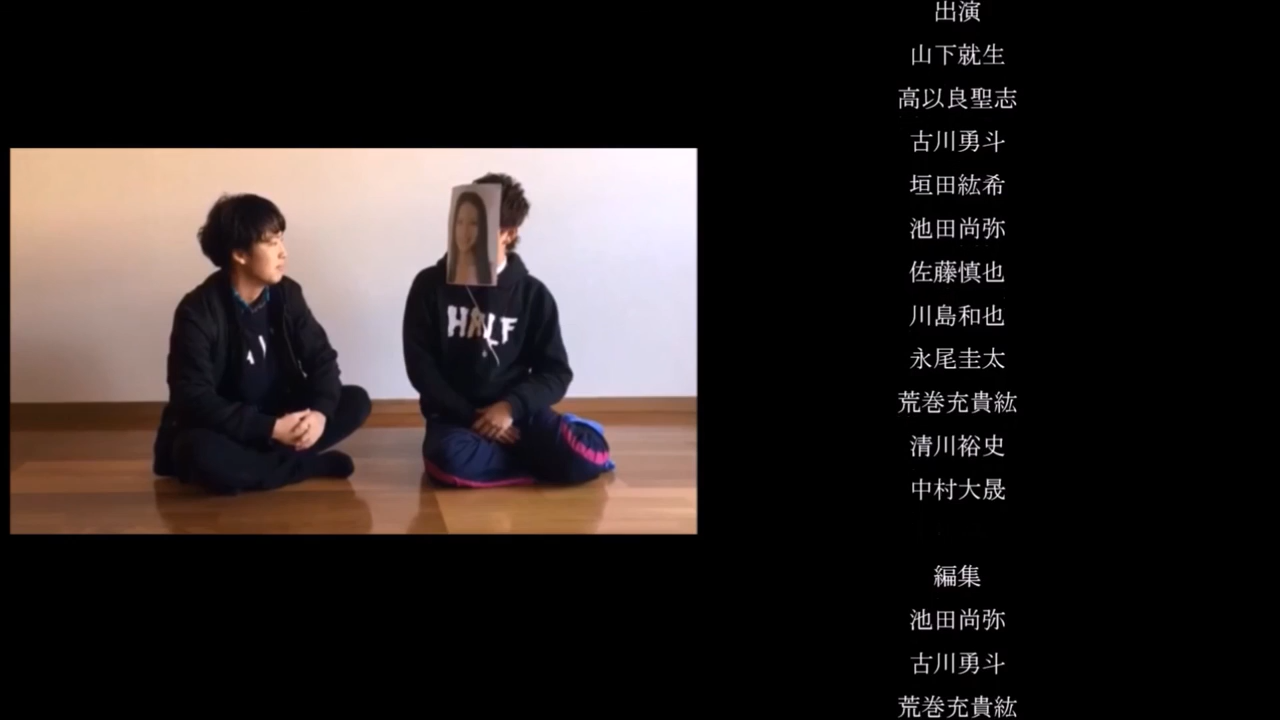 HALF
出演
山下就生
高以良聖志
古川勇斗
垣田紘希
池田尚弥
佐藤慎也
川島和也
永尾圭太
荒巻充貴紘
清川裕史
中村大晟
編集
池田尚弥
古川勇斗
荒巻充貴紘